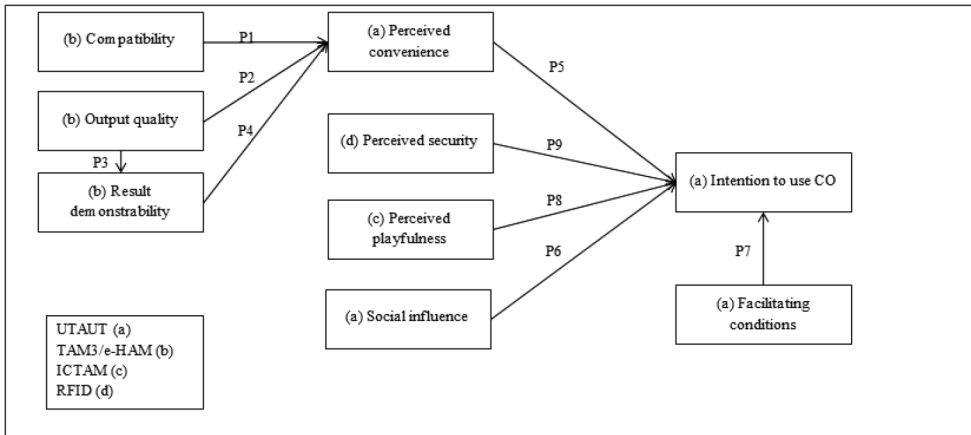 (b) Compatibility
P1
(a) Perceived
convenience
P2
P5
(b) Output quality
P4
(d) Perceived security
P9
P3
(b) Result
demonstrability
(a) Intention to use CO
P8
(c) Perceived
playfulness
P6
P7
(a) Social influence
(a) Facilitating
conditions
UTAUT (a)
TAM3/e-HAM (b)
ICTAM (c)
RFID (d)